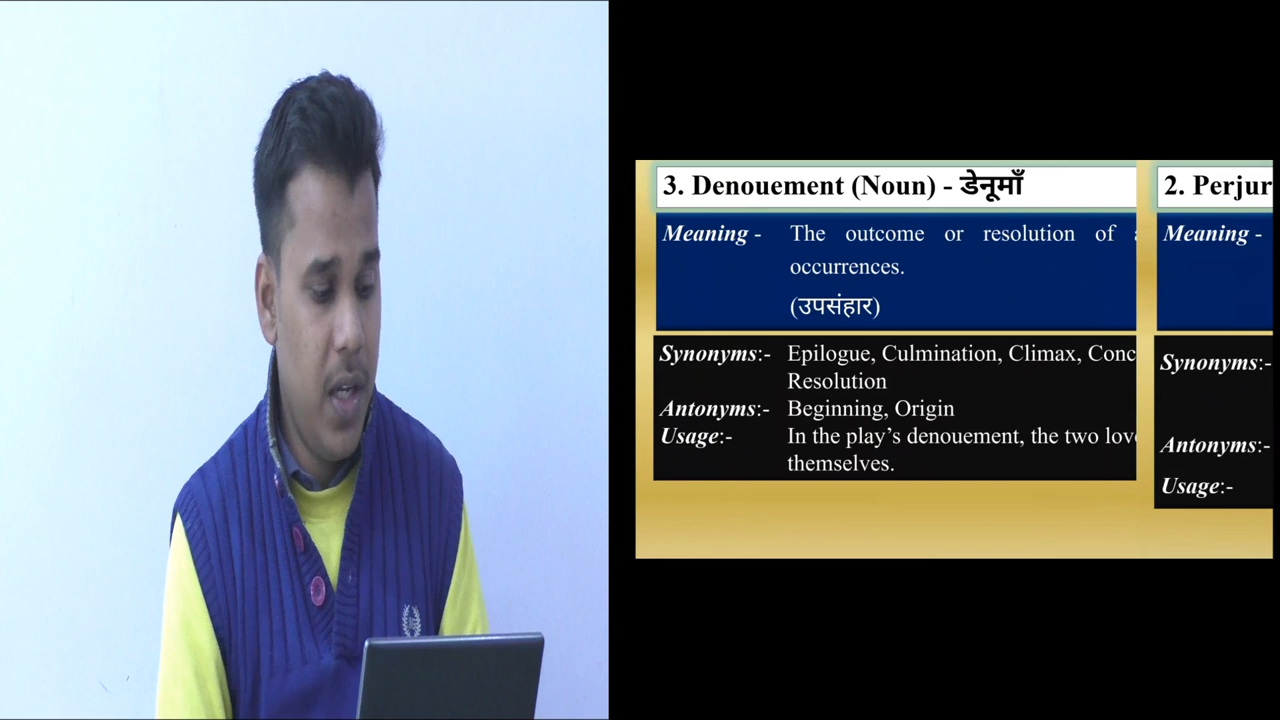 3. Denouement (Noun) - डेनूमाँ
Meaning - The outcome or resolution of
occurrences.
(उपसंहार)
Synonyms:- Epilogue, Culmination, Climax, Conc
Resolution
Antonyms:- Beginning, Origin
Usage:- In the play’s denouement, the two lov
themselves.
2. Perjur
Meaning -
Synonyms:-
Antonyms:-
Usage:-